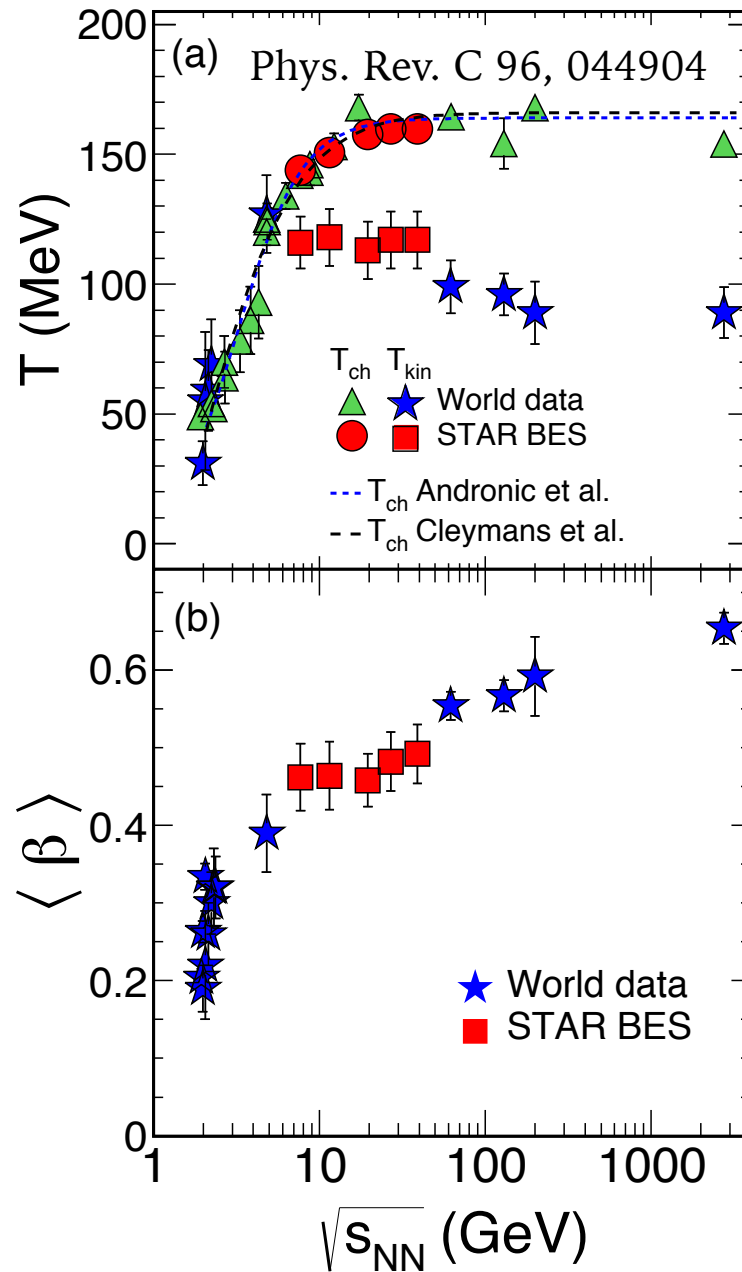 200
(a)
Phys. Rev. C 96, 044904
150
100
50
0
T (MeV)
T_ch T_kin
World data
STAR BES
T_ch Andronic et al.
T_ch Cleymans et al.
(b)
0.6
0.4
0.2
0
⟨ β ⟩
World data
STAR BES
1 10 100 1000
√s_NN (GeV)